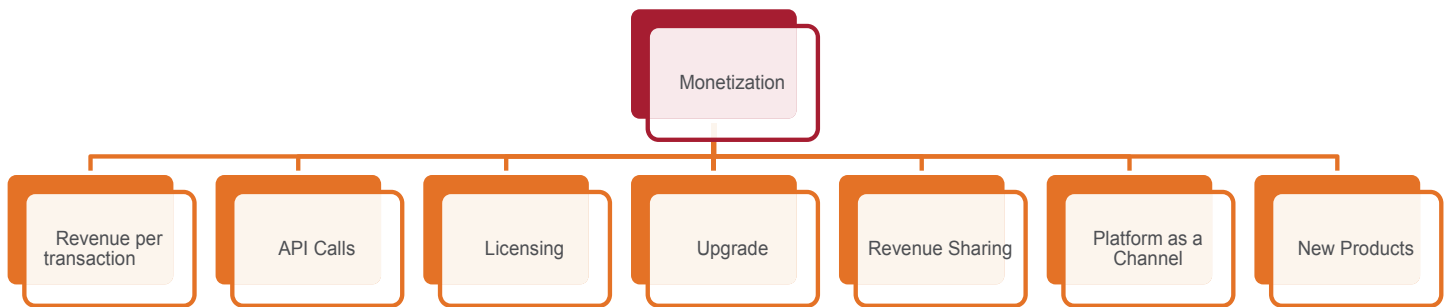 Monetization
Revenue per
transaction
API Calls
Licensing
Upgrade
Revenue Sharing
Platform as a
Channel
New Products